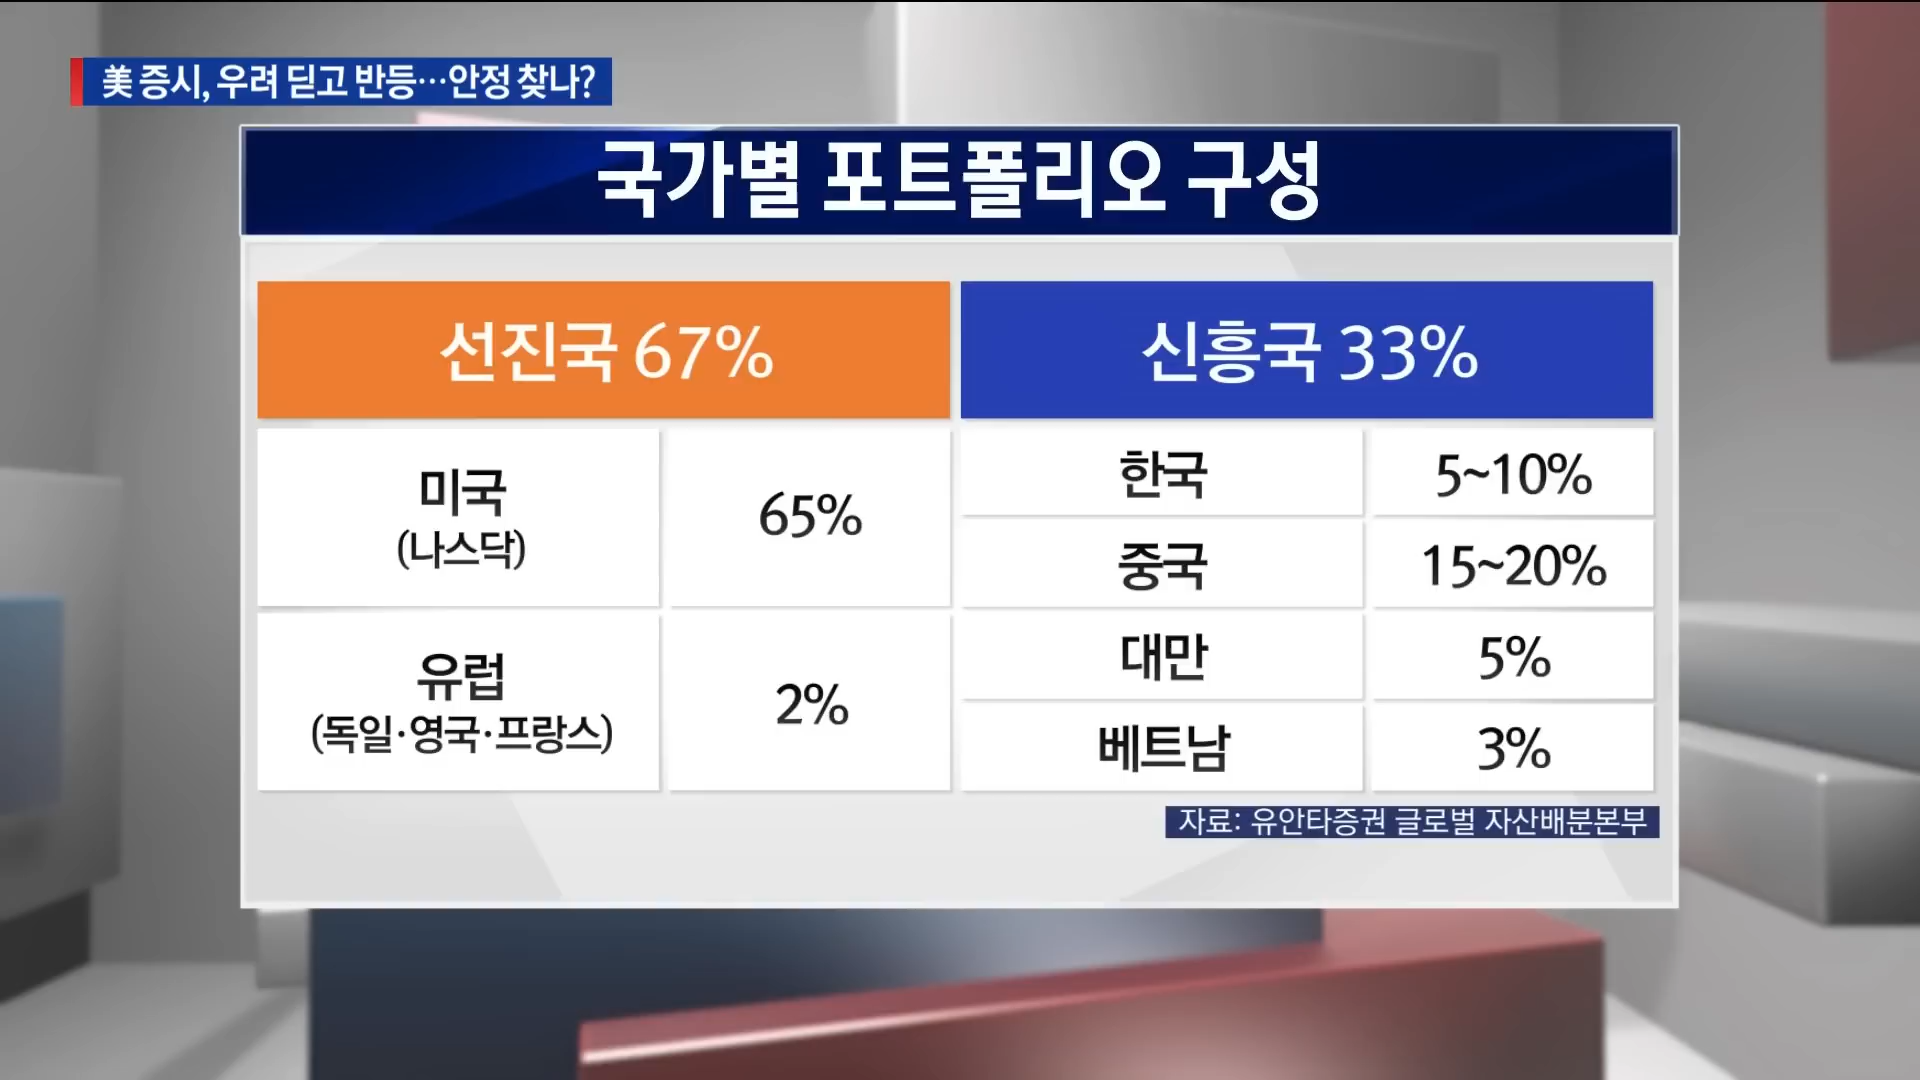 美 증시, 우려 딛고 반등…안정 찾나?
국가별 포트폴리오 구성
선진국 67%
신흥국 33%
미국
(나스닥)
65%
유럽
(독일·영국·프랑스)
2%
한국
5~10%
중국
15~20%
대만
5%
베트남
3%
자료: 유안타증권 글로벌 자산배분본부